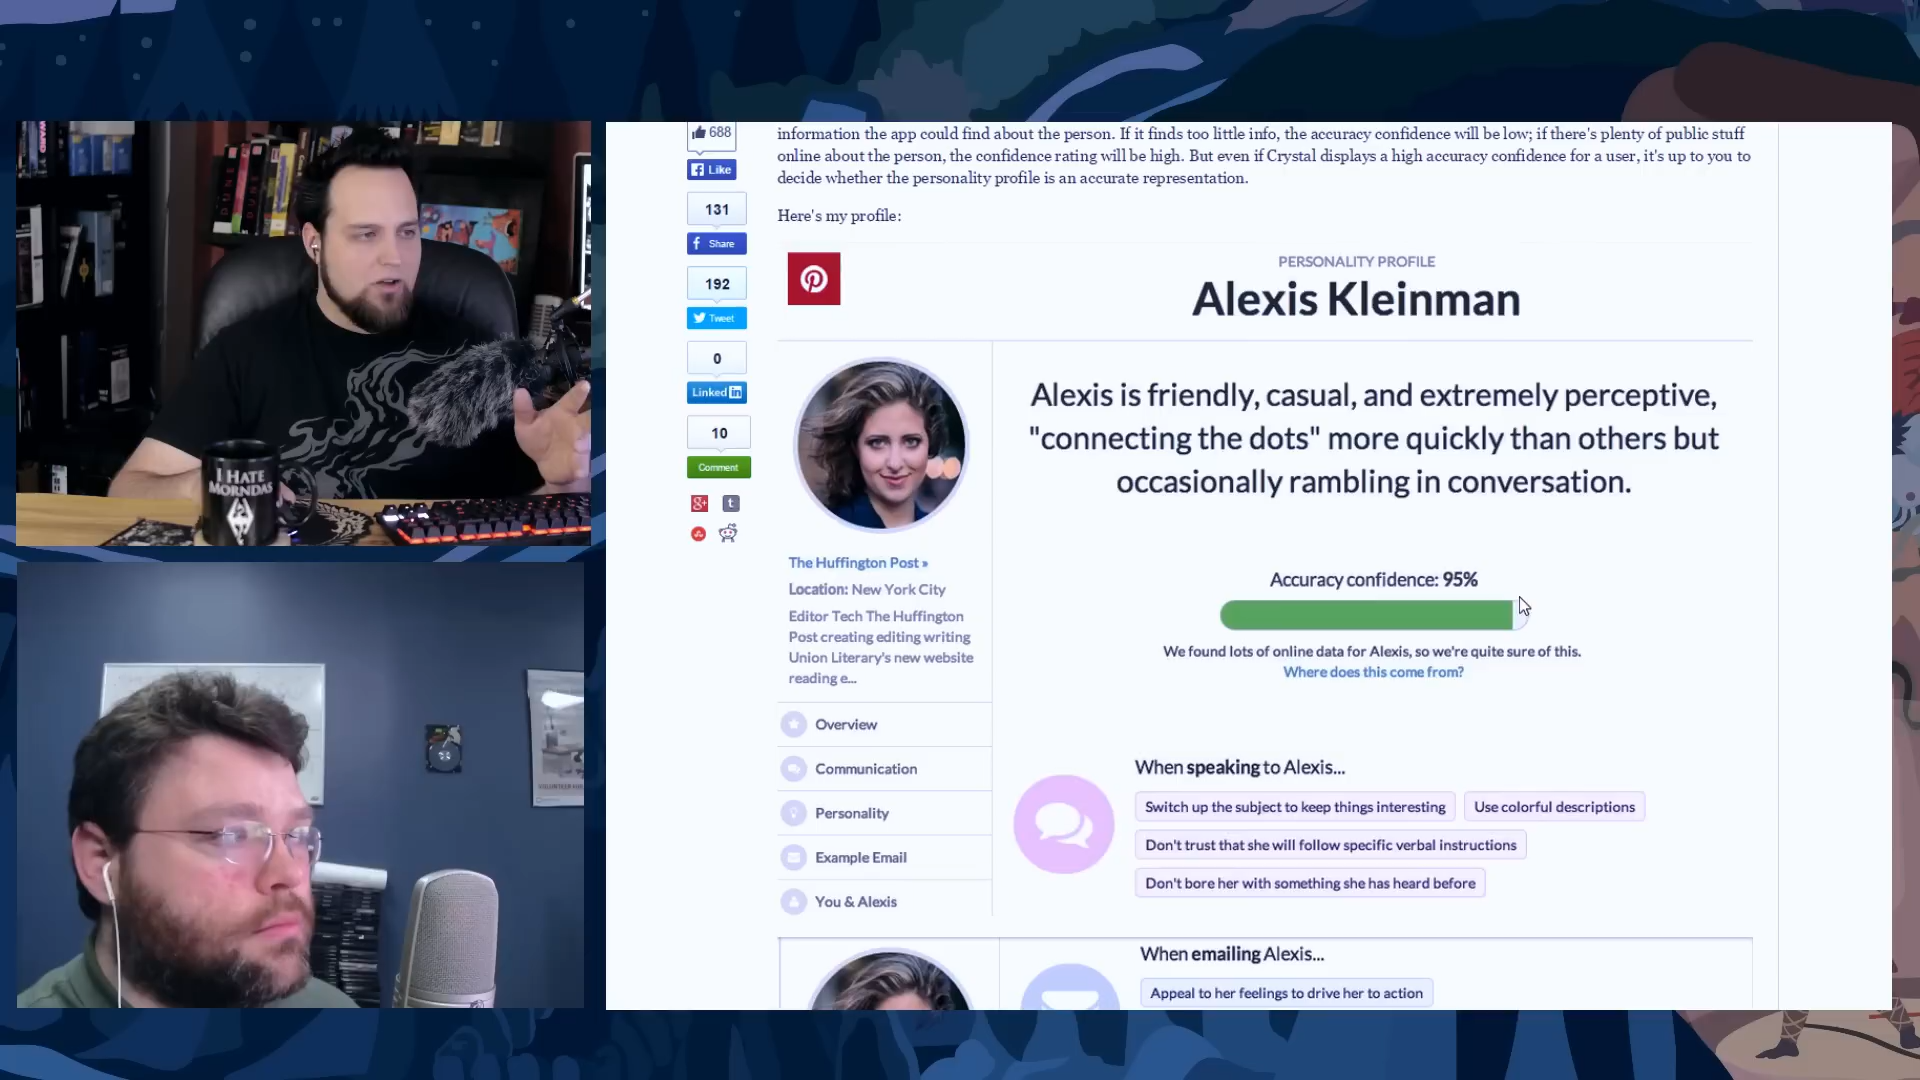 DUNE
DUNE
I HATE
MORNDAS
688
Like
131
Share
192
Tweet
0
Linked in
10
Comment
g+ t
information the app could find about the person. If it finds too little info, the accuracy confidence will be low; if there's plenty of public stuff
online about the person, the confidence rating will be high. But even if Crystal displays a high accuracy confidence for a user, it's up to you to
decide whether the personality profile is an accurate representation.
Here's my profile:
PERSONALITY PROFILE
Alexis Kleinman
The Huffington Post »
Location: New York City
Editor Tech The Huffington
Post creating editing writing
Union Literary's new website
reading e...
Overview
Communication
Personality
Example Email
You & Alexis
Alexis is friendly, casual, and extremely perceptive,
"connecting the dots" more quickly than others but
occasionally rambling in conversation.
Accuracy confidence: 95%
We found lots of online data for Alexis, so we're quite sure of this.
Where does this come from?
When speaking to Alexis...
Switch up the subject to keep things interesting Use colorful descriptions
Don't trust that she will follow specific verbal instructions
Don't bore her with something she has heard before
When emailing Alexis...
Appeal to her feelings to drive her to action